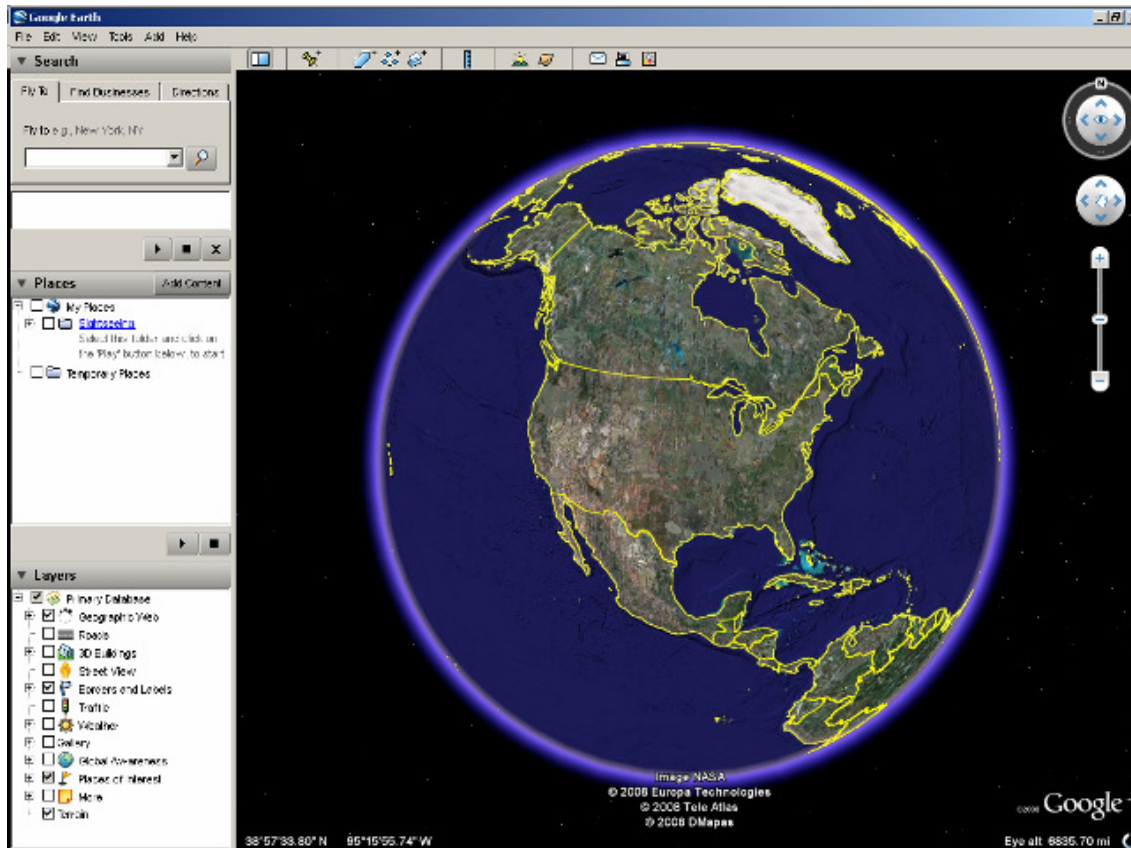 Google Earth
File Edit View Tools Add Help
Search
Fly To Find Businesses Directions
Fly to e.g., New York, NY
Places Add Content
My Places
Sightseeing
Select this folder and click on
the 'Play' button below, to start
Temporary Places
Layers
Primary Database
Geographic Web
Roads
3D Buildings
Street View
Borders and Labels
Traffic
Weather
Gallery
Global Awareness
Places of Interest
More
Terrain
N
Image NASA
© 2008 Europa Technologies
© 2008 Tele Atlas
© 2008 DMapas
Google
38°57'33.80" N 95°15'55.74" W
Eye alt 6835.70 mi